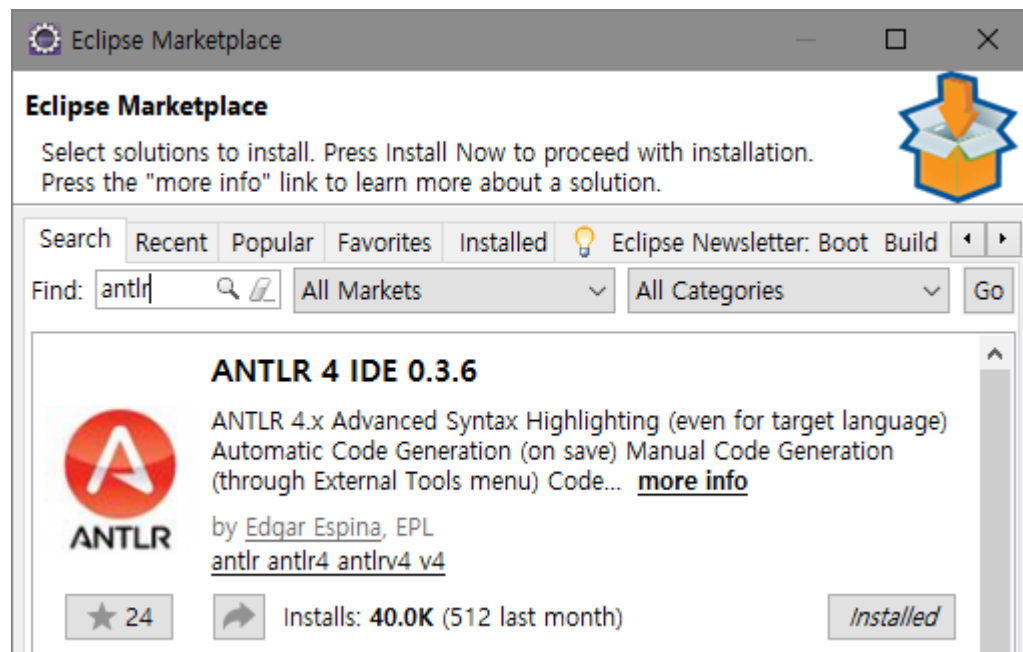 Eclipse Marketplace
Eclipse Marketplace
Select solutions to install. Press Install Now to proceed with installation.
Press the "more info" link to learn more about a solution.
Search Recent Popular Favorites Installed Eclipse Newsletter: Boot Build
Find: antlr All Markets All Categories Go
ANTLR 4 IDE 0.3.6
ANTLR 4.x Advanced Syntax Highlighting (even for target language)
Automatic Code Generation (on save) Manual Code Generation
(through External Tools menu) Code... more info
ANTLR
by Edgar Espina, EPL
antlr antlr4 antlrv4 v4
24 Installs: 40.0K (512 last month) Installed